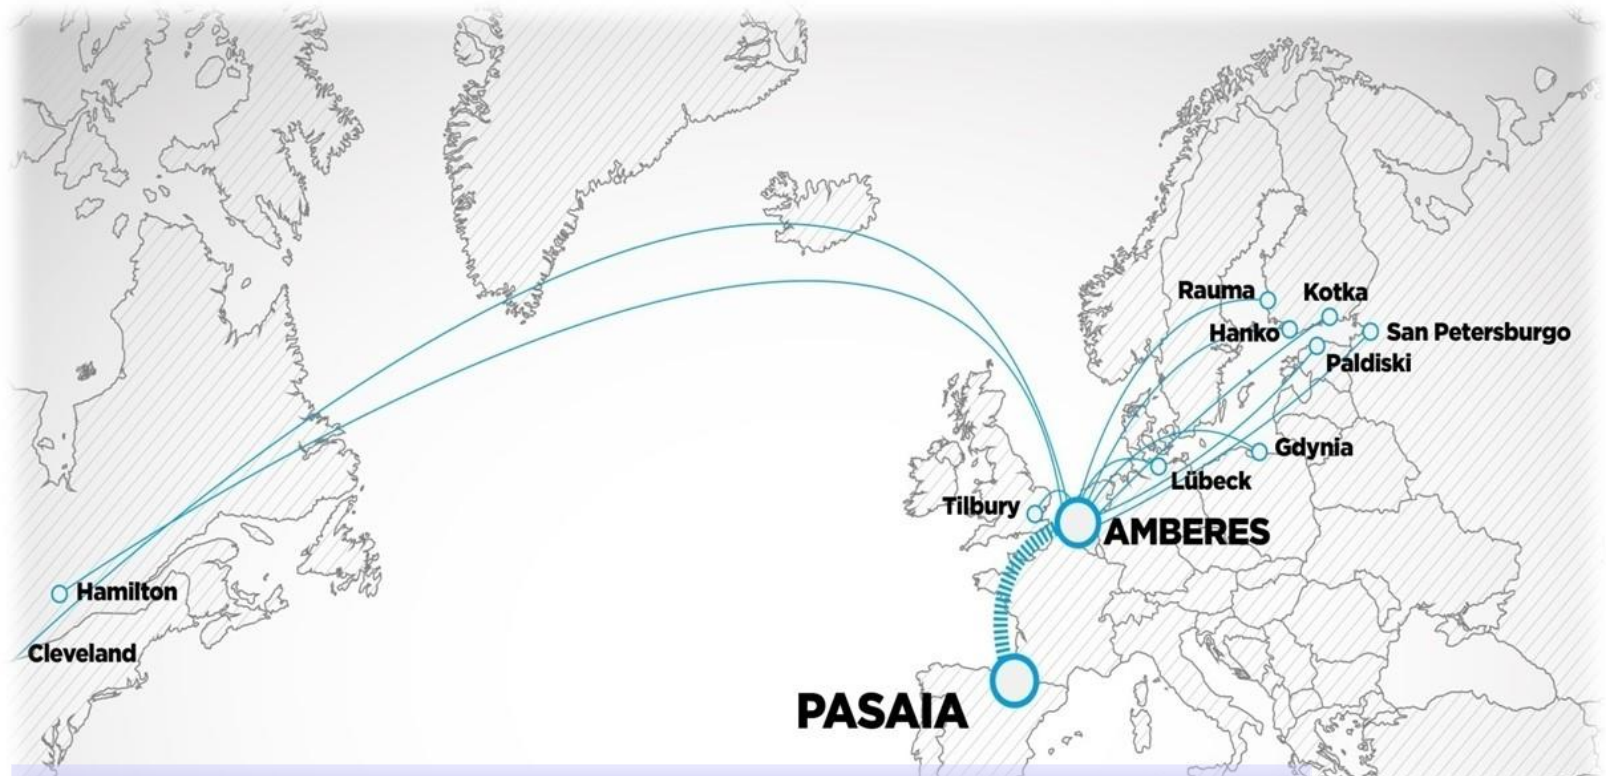 Rauma
Kotka
Hanko
San Petersburgo
Paldiski
Gdynia
Lübeck
Tilbury
AMBERES
Hamilton
Cleveland
PASAIA